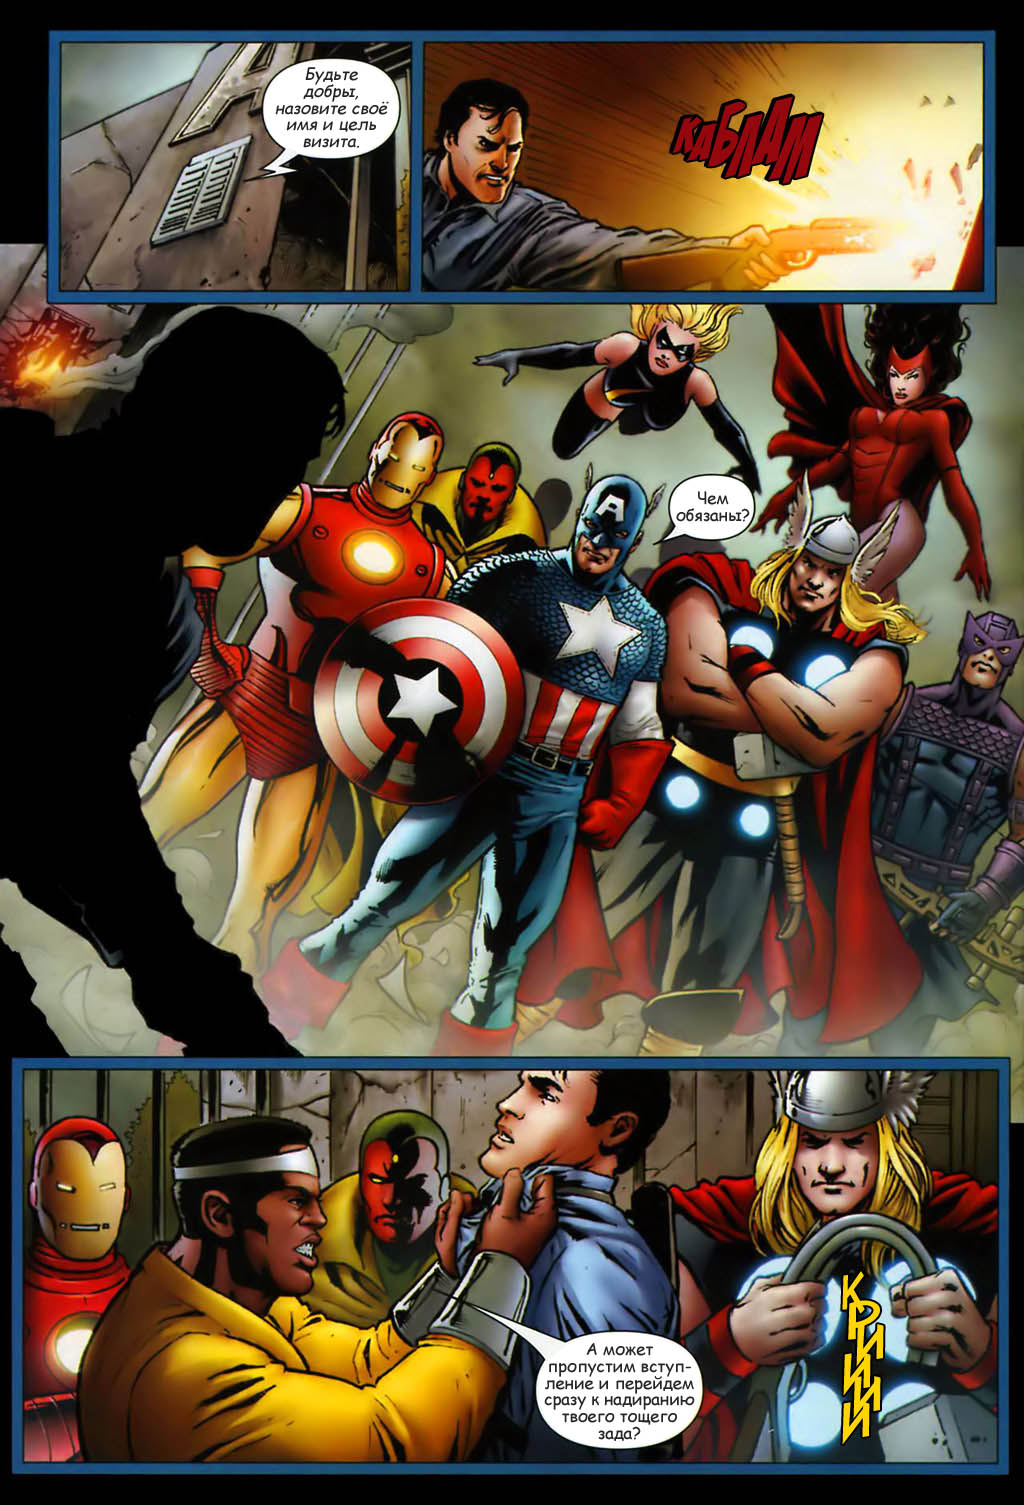 Будьте
добры,
назовите своё
имя и цель
визита.
КАБЛАМ
A
A
Чем
обязаны?
А может
пропустим вступ-
ление и перейдем
сразу к надиранию
твоего тощего
зада?
КРИИИИИ